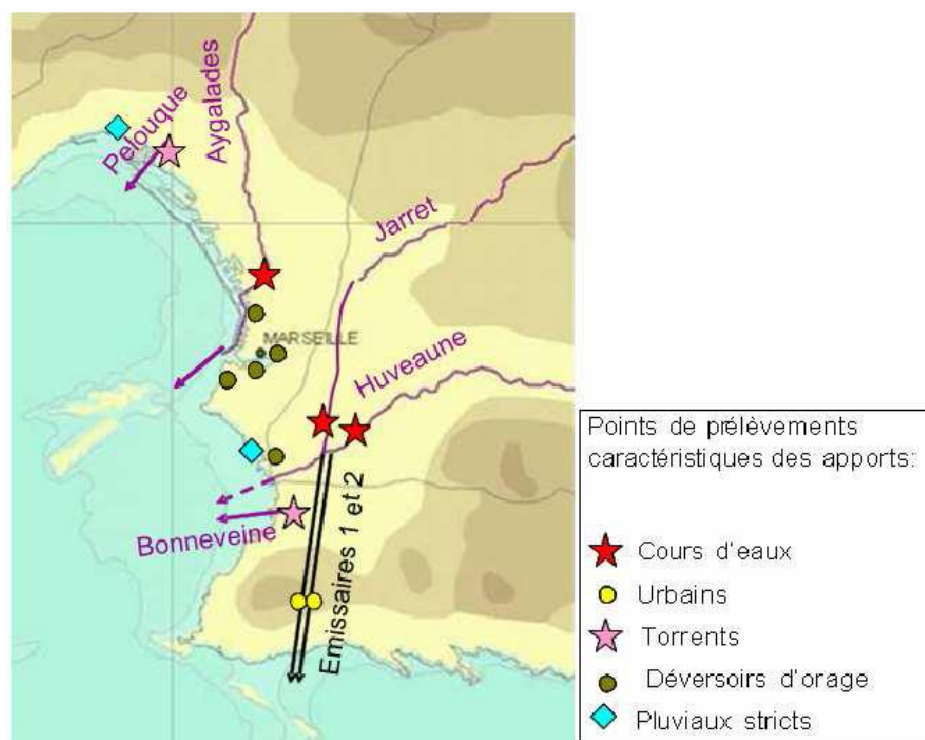 Pelouque
Aygalades
Jarret
MARSEILLE
Huveaune
Bonneveine
Emissaires 1 et 2
Points de prélèvements
caractéristiques des apports:
Cours d'eaux
Urbains
Torrents
Déversoirs d'orage
Pluviaux stricts